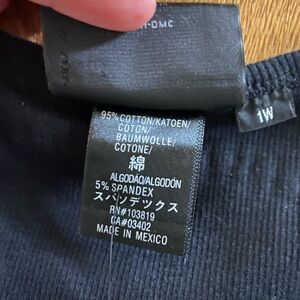 95% COTTON/KATOEN/
COTON/
BAUMWOLLE/
COTONE/
綿
ALGODÃO/ALGODÓN
5% SPANDEX
スパンデックス
RN#103819
CA#03402
MADE IN MEXICO
1W